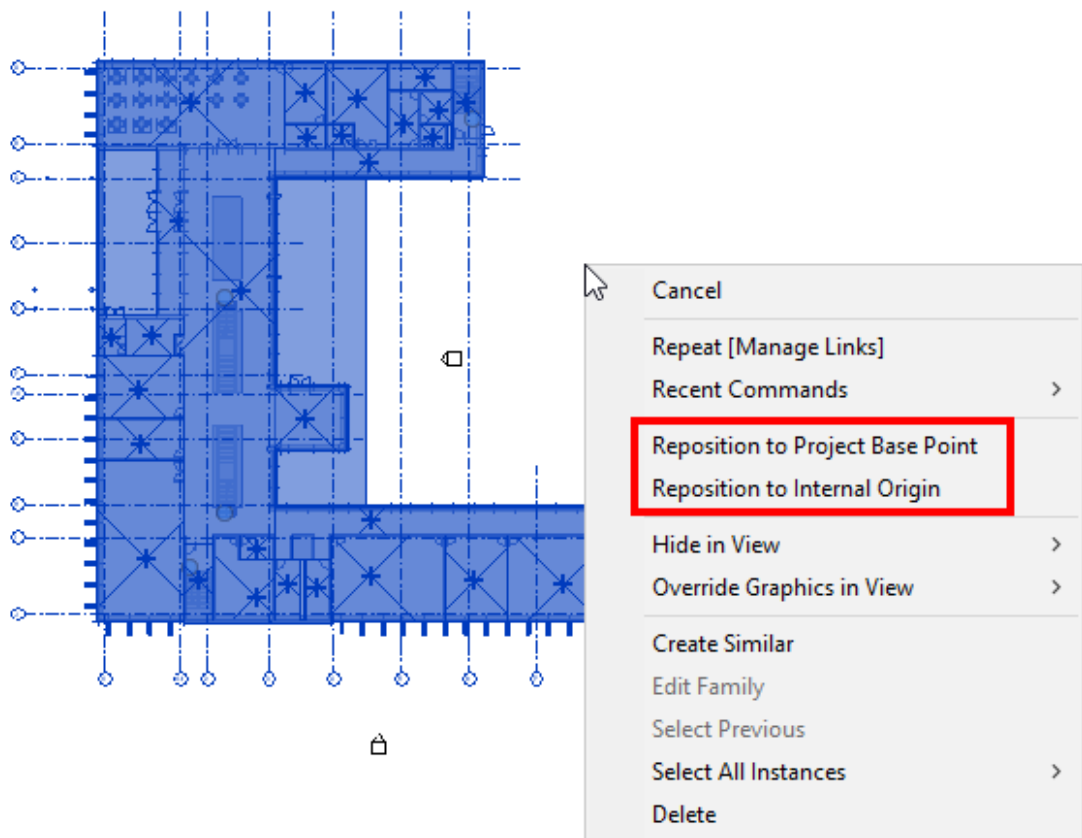 Cancel
Repeat [Manage Links]
Recent Commands
Reposition to Project Base Point
Reposition to Internal Origin
Hide in View
Override Graphics in View
Create Similar
Edit Family
Select Previous
Select All Instances
Delete